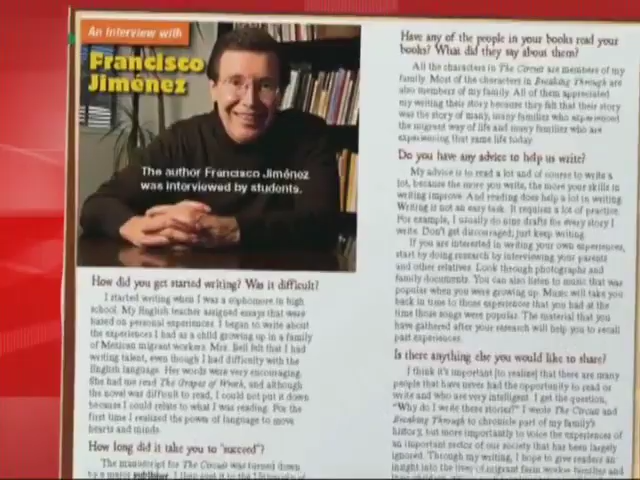 An Interview with
Francisco
Jiménez
The author Francisco Jiménez
was interviewed by students.
How did you get started writing? Was it difficult?
I started writing when I was a sophomore in high
school. My English teacher assigned essays that were
based on personal experiences. I began to write about
the experiences I had as a child growing up in a family
of Mexican migrant workers. Mrs. Bell felt that I had
writing talent, even though I had difficulty with the
English language. Her words were very encouraging.
She had me read The Grapes of Wrath, and although
the novel was difficult to read, I could not put it down
because I could relate to what I was reading. For the
first time I realized the power of language to move
hearts and minds.
How long did it take you to "succeed"?
The manuscript for The Circuit was turned down
by a major publisher. I then sent it to the University of
Have any of the people in your books read your
books? What did they say about them?
All the characters in The Circuit are members of my
family. Most of the characters in Breaking Through are
also members of my family. All of them appreciated
my writing their story because they felt that their story
was the story of many, many families who experienced
the migrant way of life and many families who are
experiencing that same life today.
Do you have any advice to help us write?
My advice is to read a lot and of course to write a
lot, because the more you write, the more your skills in
writing improve. And reading does help a lot in writing.
Writing is not an easy task. It requires a lot of practice.
For example, I usually do nine drafts for every story I
write. Don't get discouraged; just keep writing.
If you are interested in writing your own experiences,
start by doing research by interviewing your parents
and other relatives. Look through photographs and
family documents. You can also listen to music that was
popular when you were growing up. Music will take you
back in time to those experiences that you had at the
time those songs were popular. The material that you
have gathered after your research will help you to recall
past experiences.
Is there anything else you would like to share?
I think it's important [to realize] that there are many
people that have never had the opportunity to read or
write and who are very intelligent. I get the question,
"Why do I write these stories?" I wrote The Circuit and
Breaking Through to chronicle part of my family's
history, but more importantly to voice the experiences of
an important sector of our society that has been largely
ignored. Through my writing, I hope to give readers an
insight into the lives of migrant farm worker families and